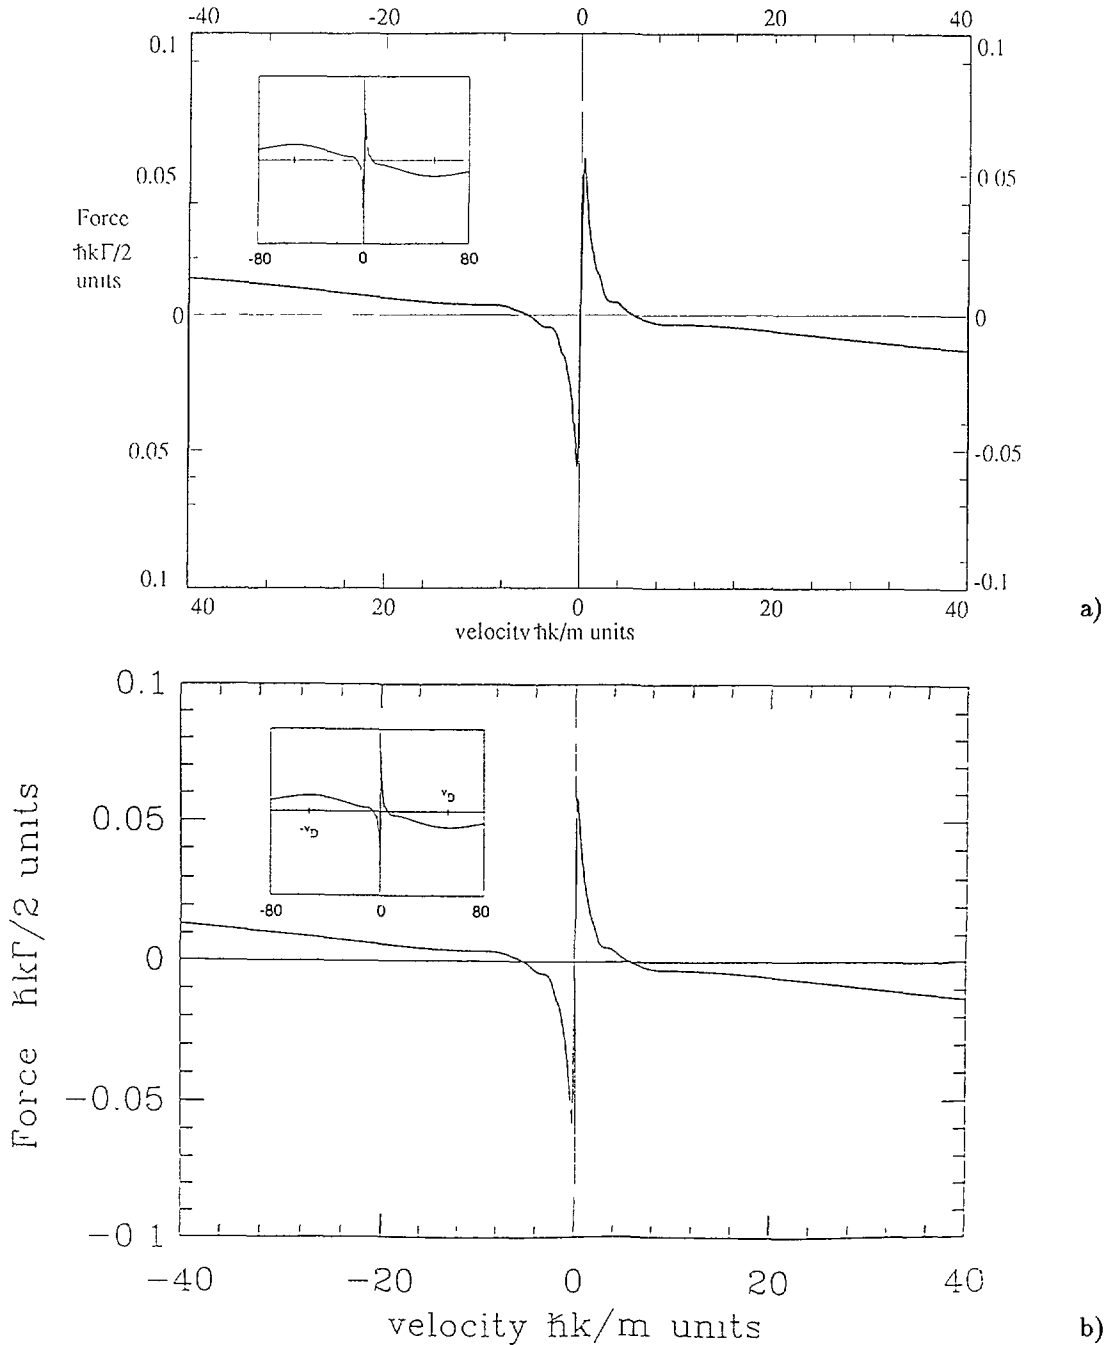 -40 -20 0 20 40
0.1 0.1
-80 0 80
0.05 0 05
Force
ħkΓ/2
units
0 0
0.05 -0.05
0.1 -0.1
40 20 0 20 40
velocity ħk/m units
a)
0.1
-v_D v_D
-80 0 80
0.05
0
−0.05
−0 1
Force ħkΓ/2 units
−40 −20 0 20 40
velocity ħk/m units
b)